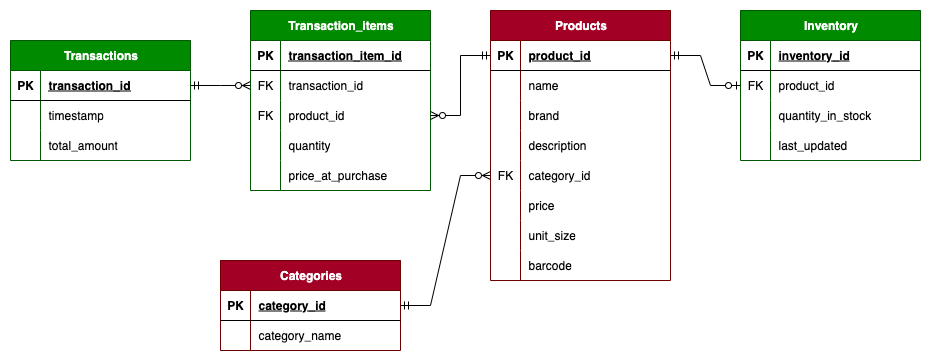 Transactions
PK transaction_id
timestamp
total_amount
Transaction_items
PK transaction_item_id
FK transaction_id
FK product_id
quantity
price_at_purchase
Products
PK product_id
name
brand
description
FK category_id
price
unit_size
barcode
Inventory
PK inventory_id
FK product_id
quantity_in_stock
last_updated
Categories
PK category_id
category_name